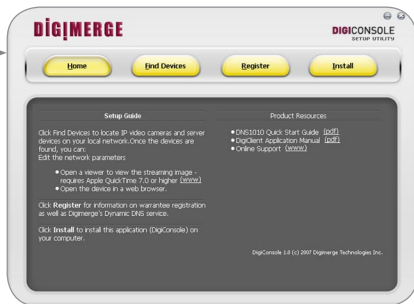 DIGIMERGE
DIGICONSOLE
SETUP UTILITY
Home
Find Devices
Register
Install
Setup Guide
Click Find Devices to locate IP video cameras and server
devices on your local network.Once the devices are
found, you can:
Edit the network parameters
• Open a viewer to view the streaming image -
requires Apple QuickTime 7.0 or higher (www)
• Open the device in a web browser.
Click Register for information on warrantee registration
as well as Digimerge's Dynamic DNS service.
Click Install to install this application (DigiConsole) on
your computer.
Product Resources
• DNS1010 Quick Start Guide (pdf)
• DigiClient Application Manual (pdf)
• Online Support (www)
DigiConsole 1.0 (c) 2007 Digimerge Technologies Inc.